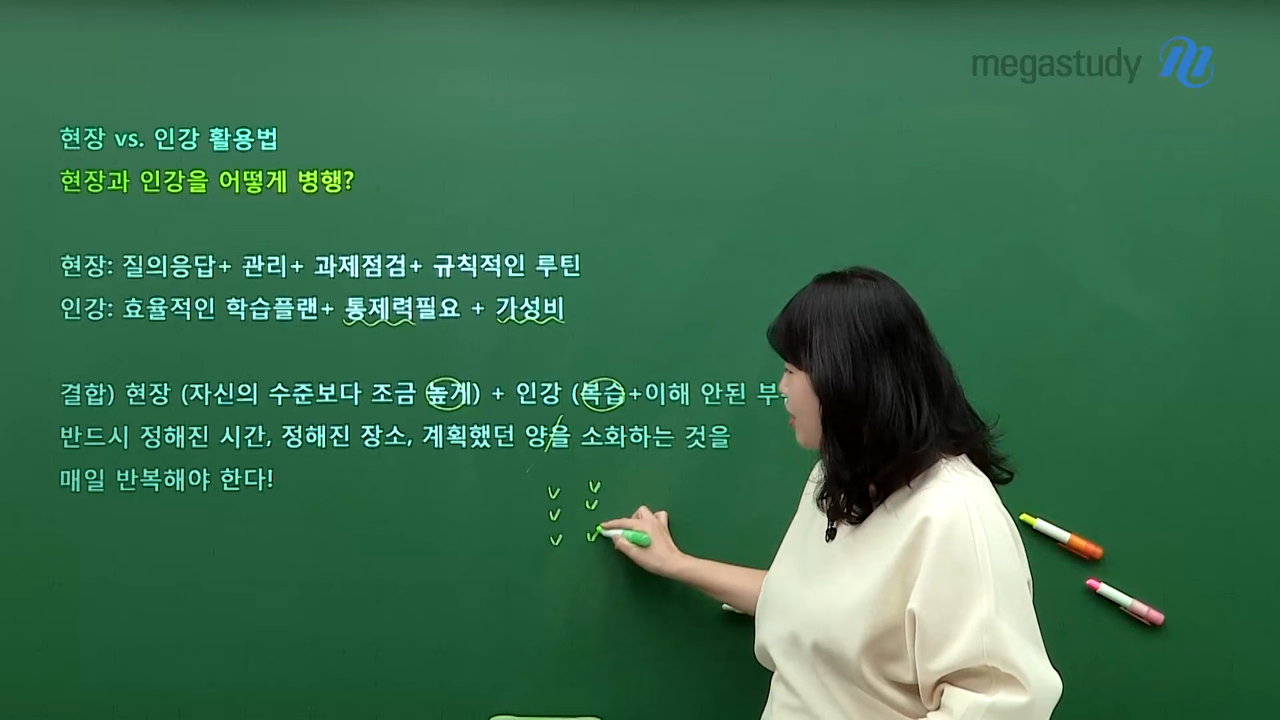 megastudy
현장 vs. 인강 활용법
현장과 인강을 어떻게 병행?
현장: 질의응답+ 관리+ 과제점검+ 규칙적인 루틴
인강: 효율적인 학습플랜+ 통제력필요 + 가성비
결합) 현장 (자신의 수준보다 조금 높게) + 인강 (복습+이해 안된 부
반드시 정해진 시간, 정해진 장소, 계획했던 양을 소화하는 것을
매일 반복해야 한다!